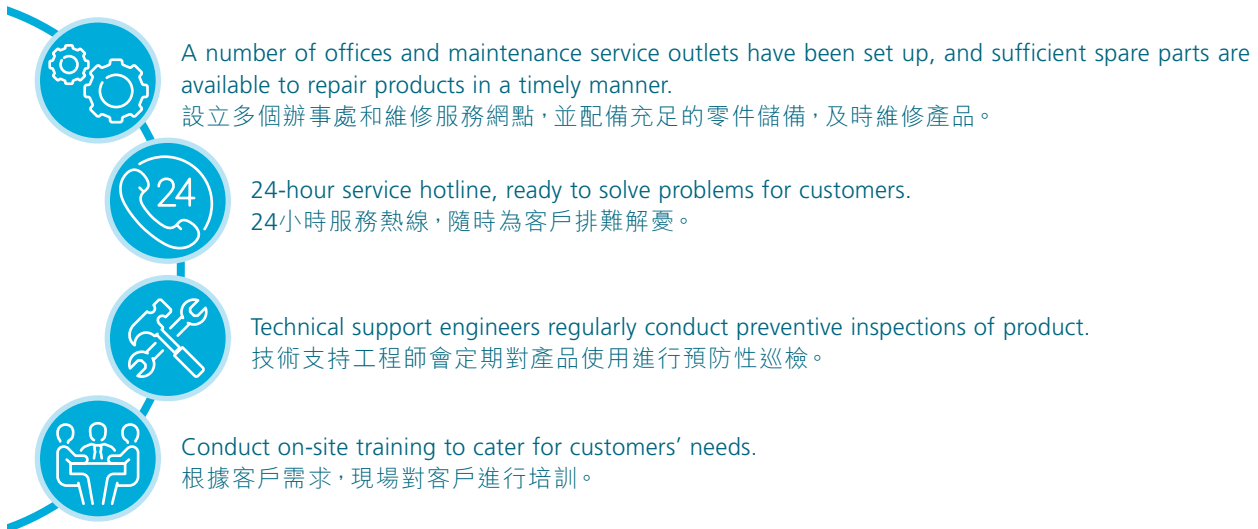 A number of offices and maintenance service outlets have been set up, and sufficient spare parts are
available to repair products in a timely manner.
設立多個辦事處和維修服務網點，並配備充足的零件儲備，及時維修產品。
24
24-hour service hotline, ready to solve problems for customers.
24小時服務熱線，隨時為客戶排難解憂。
Technical support engineers regularly conduct preventive inspections of product.
技術支持工程師會定期對產品使用進行預防性巡檢。
Conduct on-site training to cater for customers’ needs.
根據客戶需求，現場對客戶進行培訓。